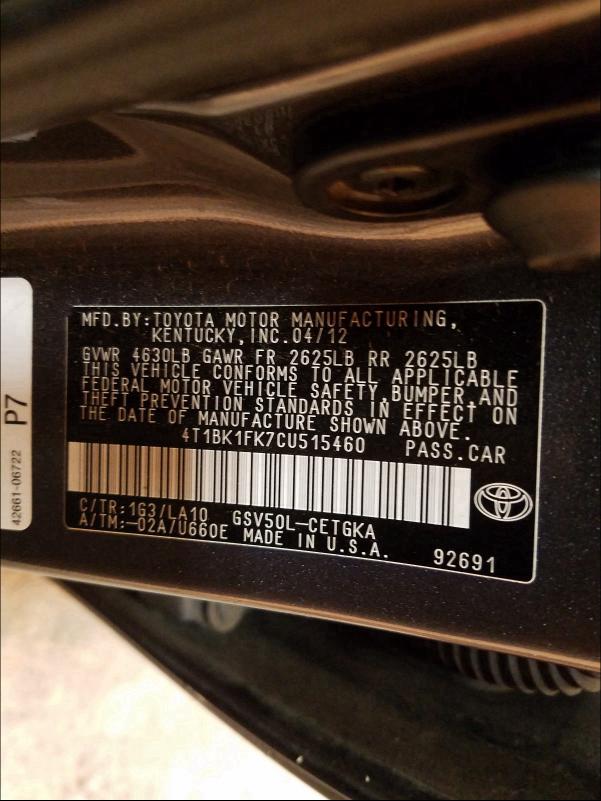 MFD.BY:TOYOTA MOTOR MANUFACTURING,
KENTUCKY,INC.04/12
GVWR 4630LB GAWR FR 2625LB RR 2625LB
THIS VEHICLE CONFORMS TO ALL APPLICABLE
FEDERAL MOTOR VEHICLE SAFETY,BUMPER,AND
THEFT PREVENTION STANDARDS IN EFFECT ON
THE DATE OF MANUFACTURE SHOWN ABOVE.
4T1BK1FK7CU515460 PASS.CAR
C/TR:1G3/LA10 GSV50L-CETGKA
A/TM:-02A/U660E MADE IN U.S.A. 92691
P7
42661-06722